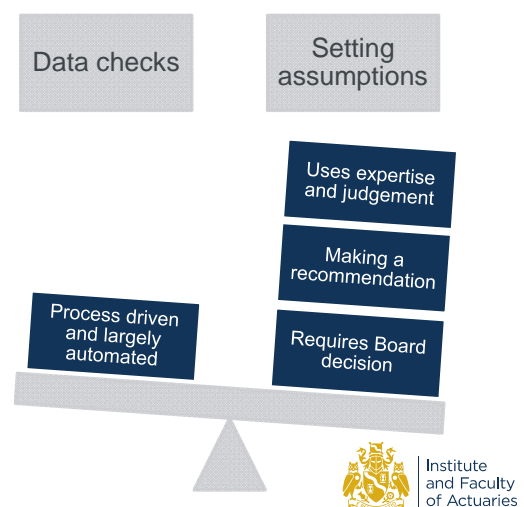 Data checks
Setting
assumptions
Uses expertise
and judgement
Making a
recommendation
Process driven
and largely
automated
Requires Board
decision
Institute
and Faculty
of Actuaries